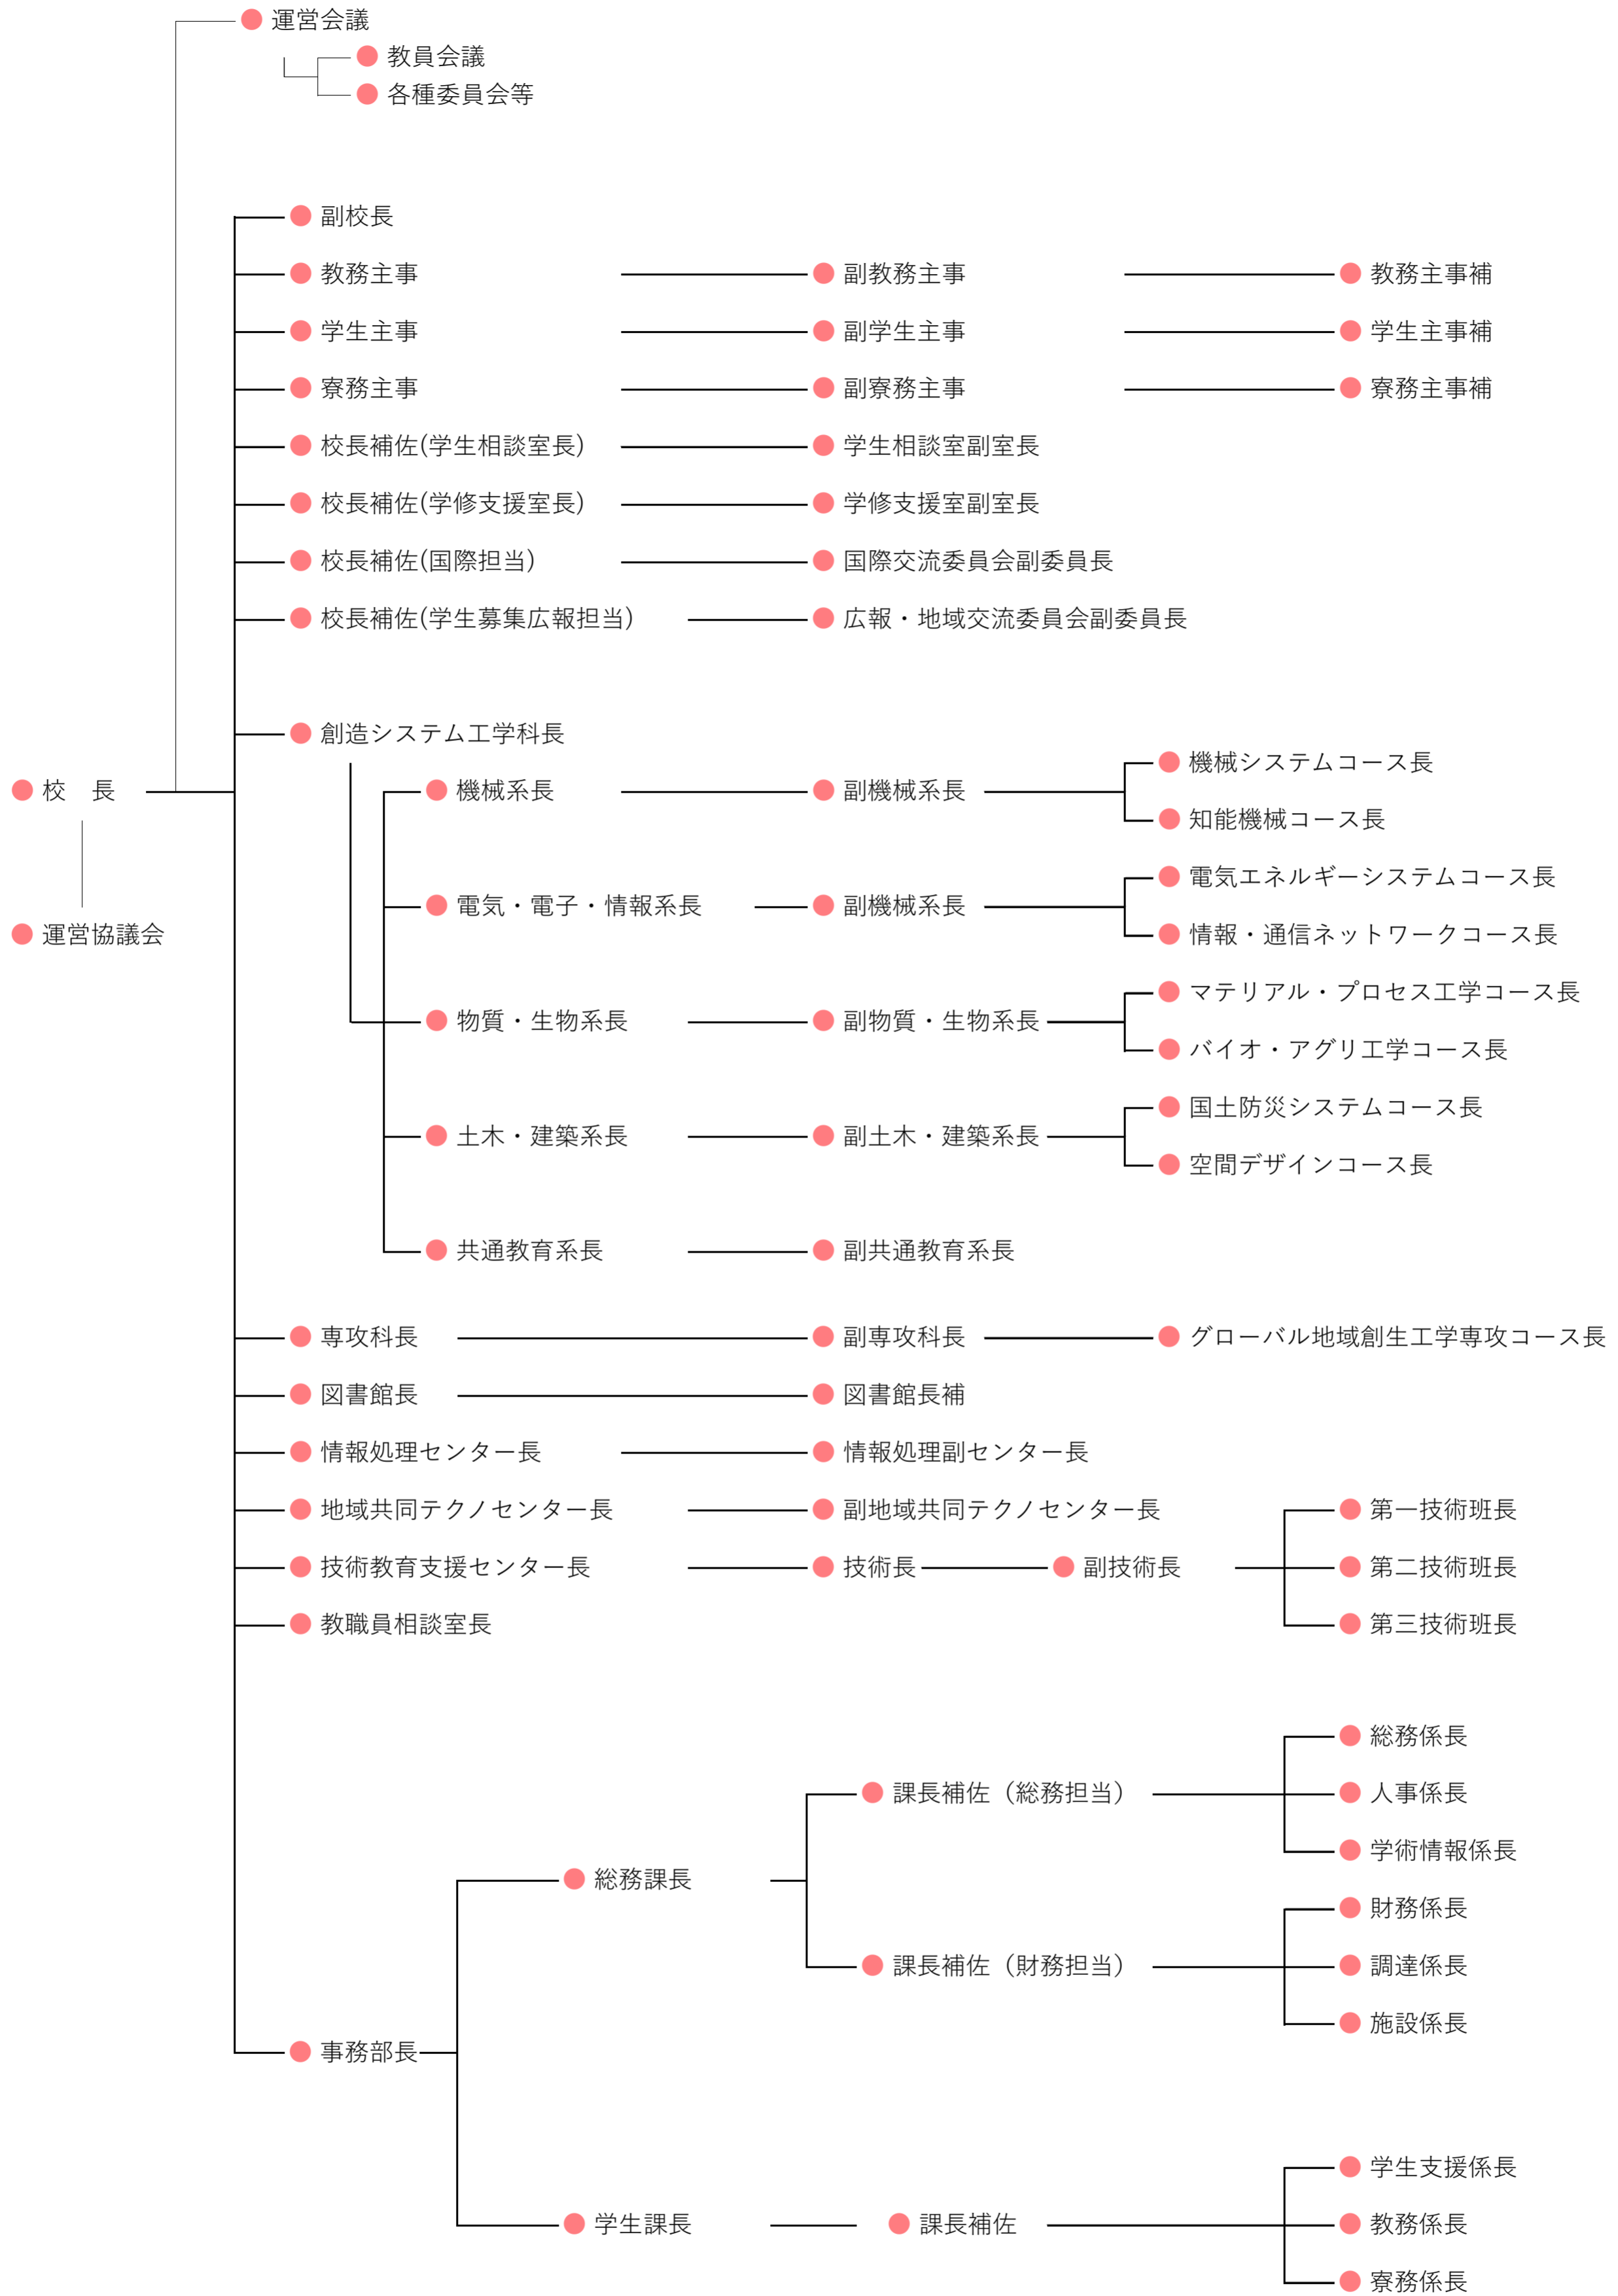 運営会議
教員会議
各種委員会等
副校長
教務主事 副教務主事 教務主事補
学生主事 副学生主事 学生主事補
寮務主事 副寮務主事 寮務主事補
校長補佐(学生相談室長) 学生相談室副室長
校長補佐(学修支援室長) 学修支援室副室長
校長補佐(国際担当) 国際交流委員会副委員長
校長補佐(学生募集広報担当) 広報・地域交流委員会副委員長
創造システム工学科長
機械システムコース長
校　長 機械系長 副機械系長
知能機械コース長
電気エネルギーシステムコース長
電気・電子・情報系長 副機械系長
運営協議会 情報・通信ネットワークコース長
マテリアル・プロセス工学コース長
物質・生物系長 副物質・生物系長
バイオ・アグリ工学コース長
国土防災システムコース長
土木・建築系長 副土木・建築系長
空間デザインコース長
共通教育系長 副共通教育系長
専攻科長 副専攻科長 グローバル地域創生工学専攻コース長
図書館長 図書館長補
情報処理センター長 情報処理副センター長
地域共同テクノセンター長 副地域共同テクノセンター長 第一技術班長
技術教育支援センター長 技術長 副技術長 第二技術班長
教職員相談室長 第三技術班長
総務係長
課長補佐（総務担当） 人事係長
学術情報係長
総務課長
財務係長
課長補佐（財務担当） 調達係長
施設係長
事務部長
学生支援係長
学生課長 課長補佐 教務係長
寮務係長